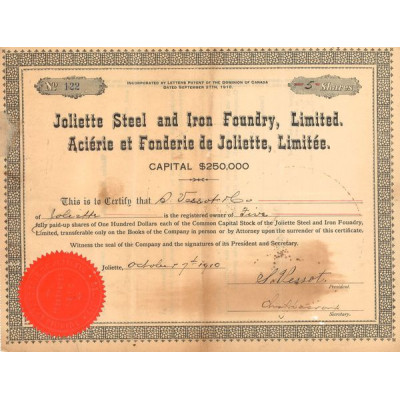 No 122
INCORPORATED BY LETTERS PATENT OF THE DOMINION OF CANADA
DATED SEPTEMBER 27TH, 1910.
-5- Shares
Joliette Steel and Iron Foundry, Limited.
Aciérie et Fonderie de Joliette, Limitée.
CAPITAL $250,000
This is to Certify that
of Joliette is the registered owner of Five
fully paid-up shares of One Hundred Dollars each of the Common Capital Stock of the Joliette Steel and Iron Foundry,
Limited, transferable only on the Books of the Company in person or by Attorney upon the surrender of this certificate.
Witness the seal of the Company and the signatures of its President and Secretary.
Joliette, October 7th 1910
President
Secretary.